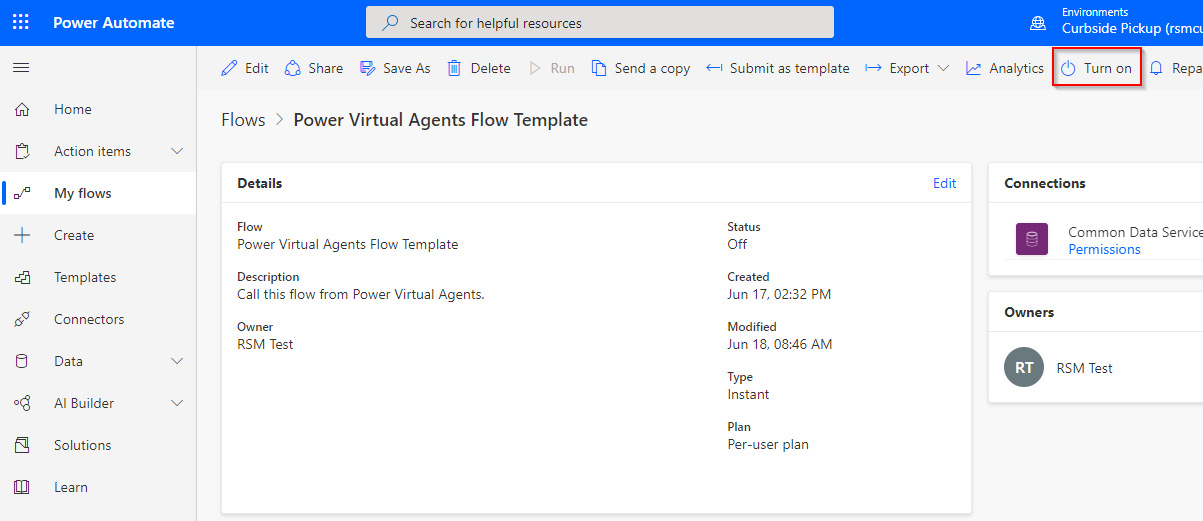 Power Automate
Search for helpful resources
Environments
Curbside Pickup (rsmcu
Edit
Share
Save As
Delete
Run
Send a copy
Submit as template
Export
Analytics
Turn on
Repa
Home
Action items
My flows
Create
Templates
Connectors
Data
AI Builder
Solutions
Learn
Flows > Power Virtual Agents Flow Template
Details
Edit
Flow
Power Virtual Agents Flow Template
Description
Call this flow from Power Virtual Agents.
Owner
RSM Test
Status
Off
Created
Jun 17, 02:32 PM
Modified
Jun 18, 08:46 AM
Type
Instant
Plan
Per-user plan
Connections
Common Data Service
Permissions
Owners
RT
RSM Test